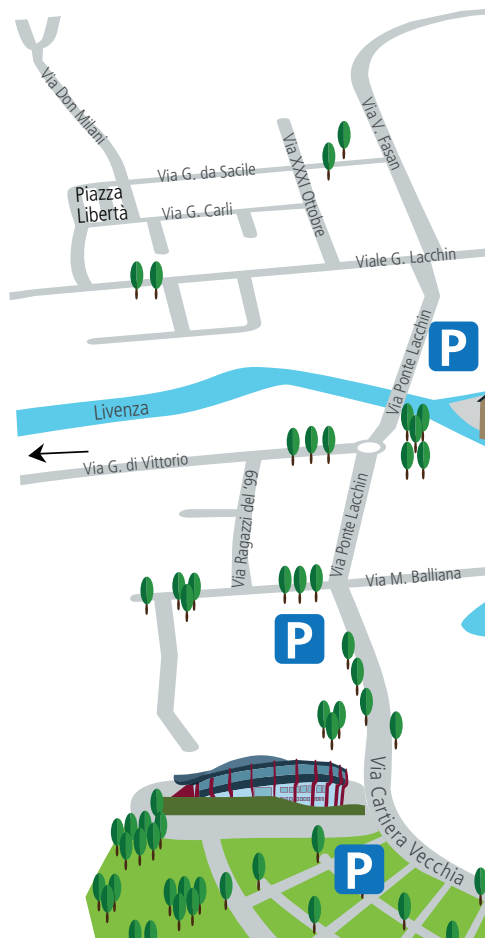 Via Don Milani
Via V. Fasan
Via XXXI Ottobre
Via G. da Sacile
Piazza
Libertà
Via G. Carli
Viale G. Lacchin
Via Ponte Lacchin
P
Livenza
Via G. di Vittorio
Via Ragazzi del '99
Via Ponte Lacchin
Via M. Balliana
P
Via Cartiera Vecchia
P